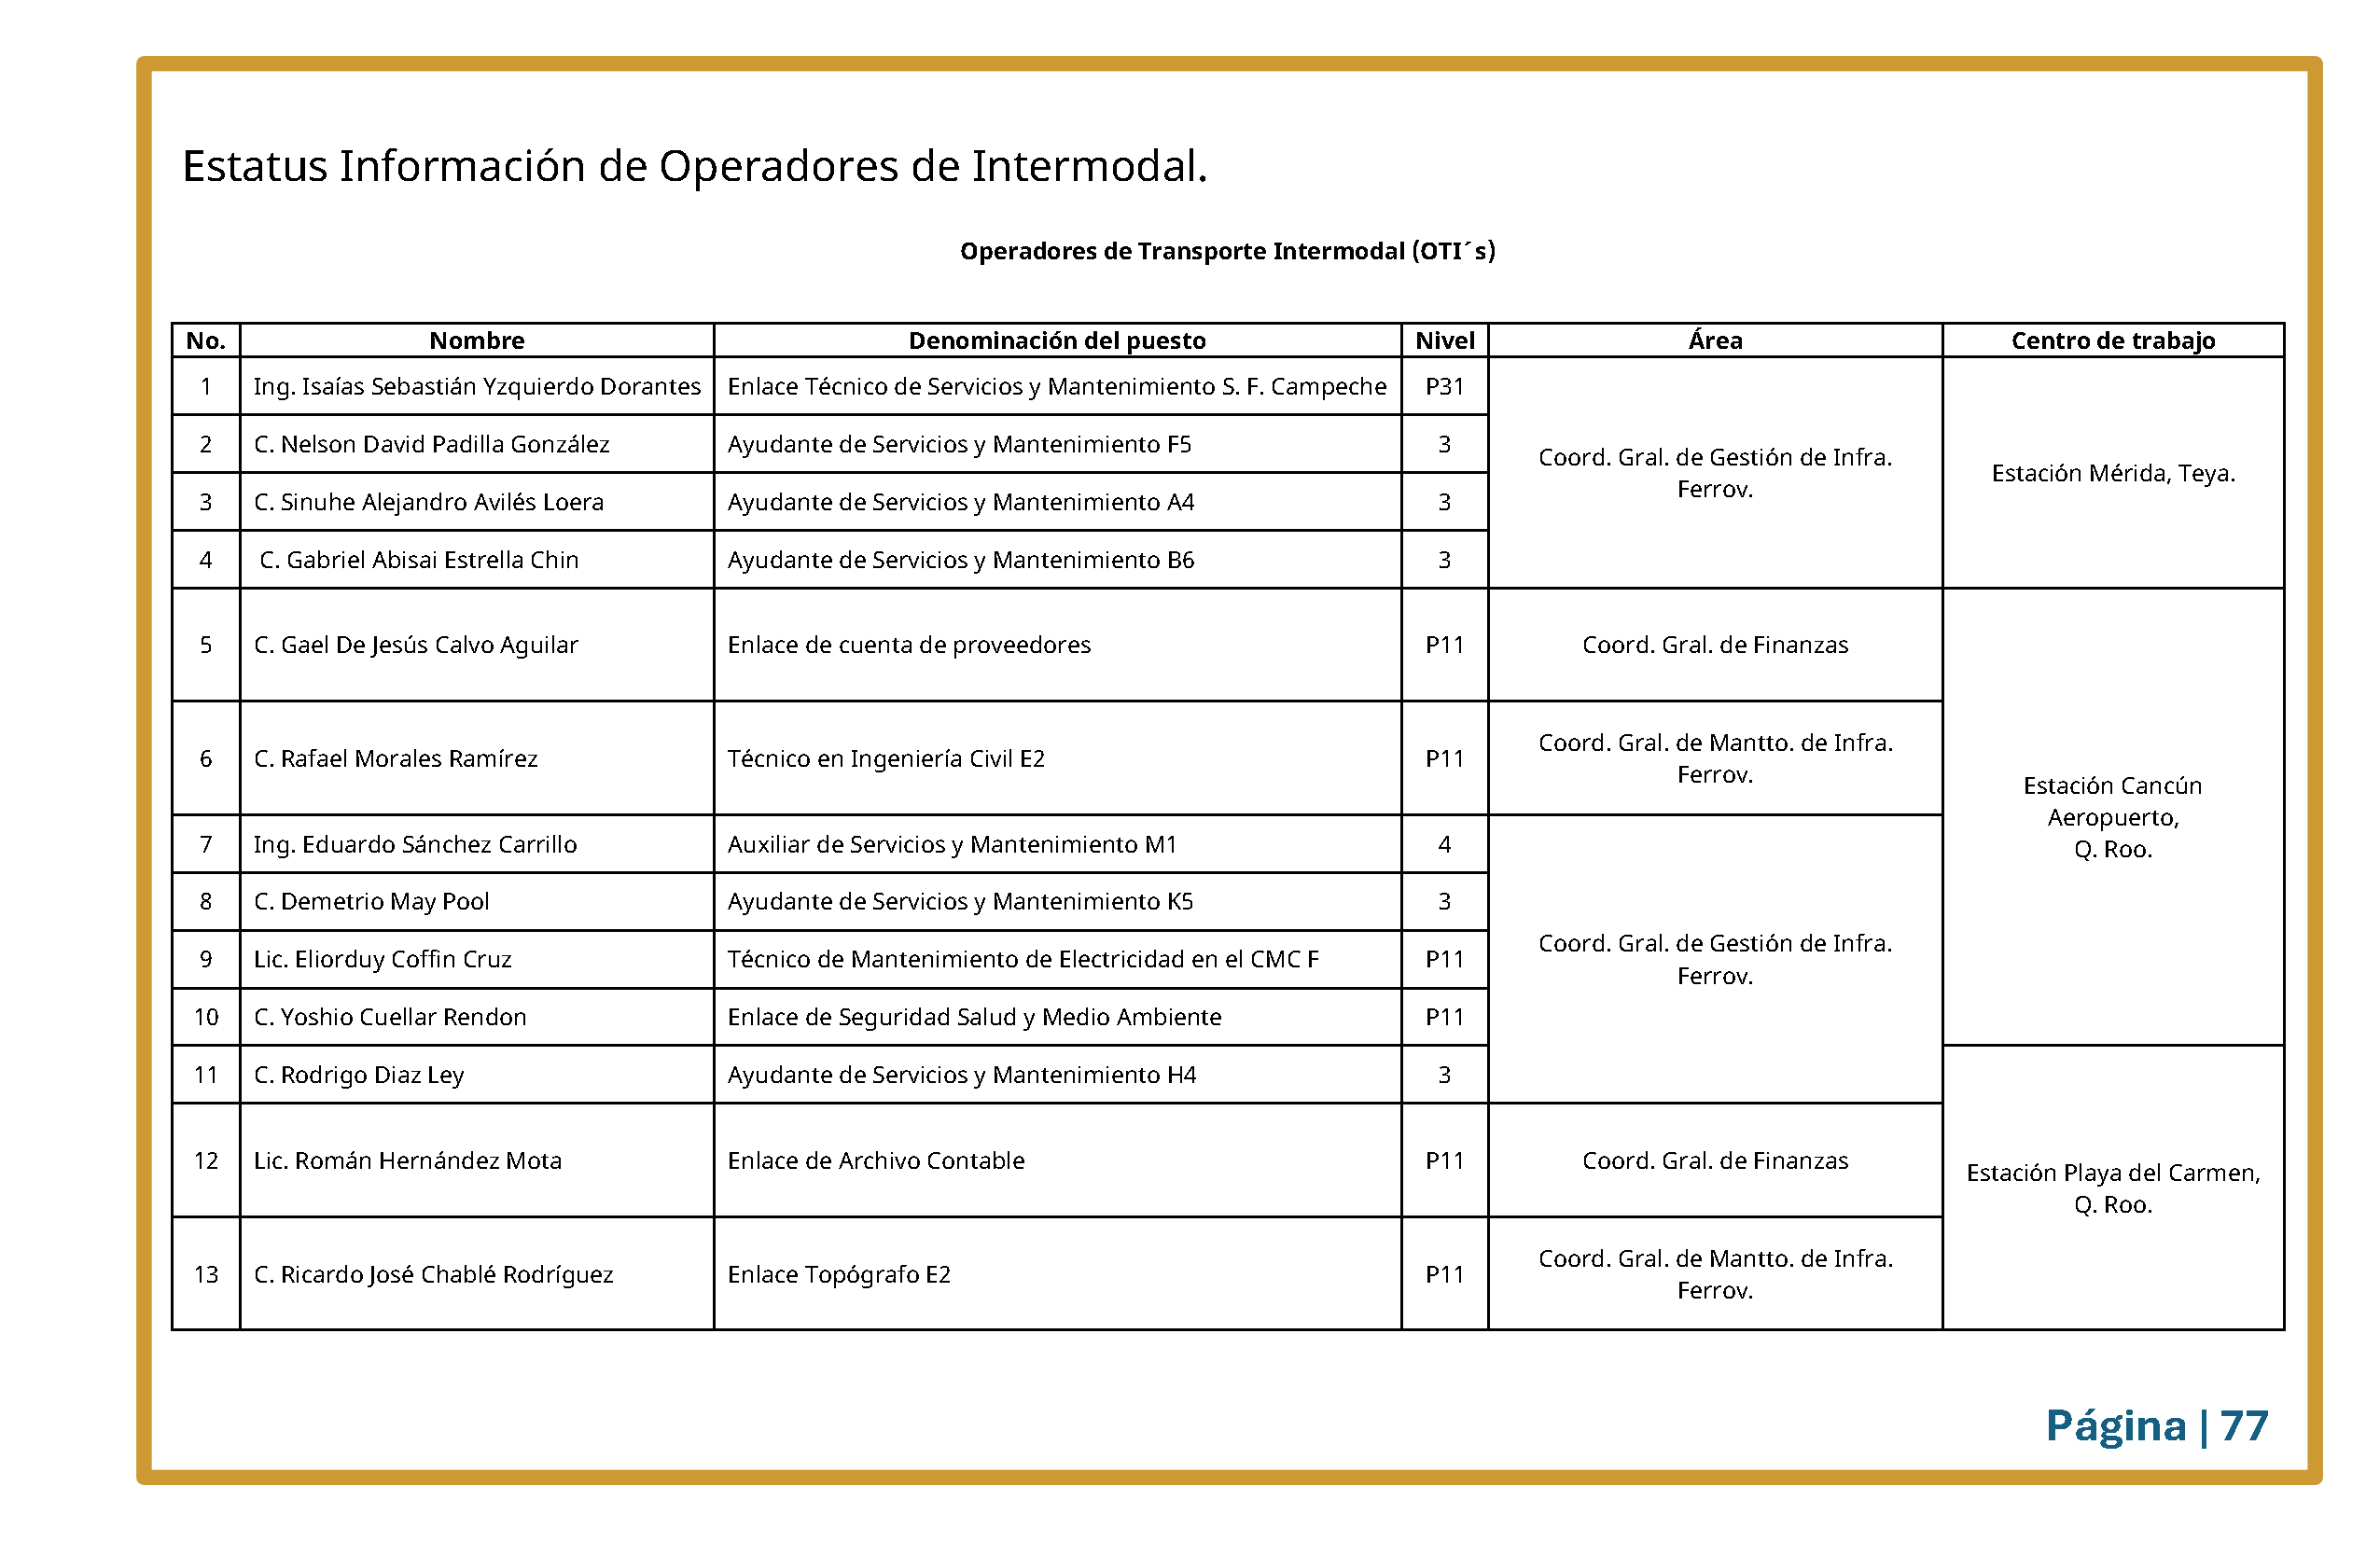 Estatus Información de Operadores de Intermodal.
Operadores de Transporte Intermodal (OTI´s)
No. Nombre Denominación del puesto Nivel Área Centro de trabajo
1 Ing. Isaías Sebastián Yzquierdo Dorantes Enlace Técnico de Servicios y Mantenimiento S. F. Campeche P31
2 C. Nelson David Padilla González Ayudante de Servicios y Mantenimiento F5 3
Coord. Gral. de Gestión de Infra.
Ferrov.
Estación Mérida, Teya.
3 C. Sinuhe Alejandro Avilés Loera Ayudante de Servicios y Mantenimiento A4 3
4 C. Gabriel Abisai Estrella Chin Ayudante de Servicios y Mantenimiento B6 3
5 C. Gael De Jesús Calvo Aguilar Enlace de cuenta de proveedores P11 Coord. Gral. de Finanzas
6 C. Rafael Morales Ramírez Técnico en Ingeniería Civil E2 P11
Coord. Gral. de Mantto. de Infra.
Ferrov.
Estación Cancún
Aeropuerto,
Q. Roo.
7 Ing. Eduardo Sánchez Carrillo Auxiliar de Servicios y Mantenimiento M1 4
8 C. Demetrio May Pool Ayudante de Servicios y Mantenimiento K5 3
Coord. Gral. de Gestión de Infra.
Ferrov.
9 Lic. Eliorduy Coffin Cruz Técnico de Mantenimiento de Electricidad en el CMC F P11
10 C. Yoshio Cuellar Rendon Enlace de Seguridad Salud y Medio Ambiente P11
11 C. Rodrigo Diaz Ley Ayudante de Servicios y Mantenimiento H4 3
12 Lic. Román Hernández Mota Enlace de Archivo Contable P11 Coord. Gral. de Finanzas
Estación Playa del Carmen,
Q. Roo.
13 C. Ricardo José Chablé Rodríguez Enlace Topógrafo E2 P11
Coord. Gral. de Mantto. de Infra.
Ferrov.
Página | 77